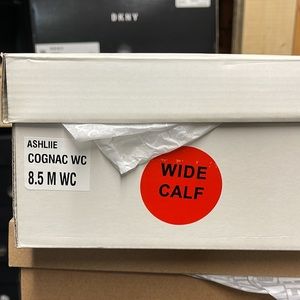 DKNY
ASHLIIE
COGNAC WC
8.5 M WC
WIDE
CALF